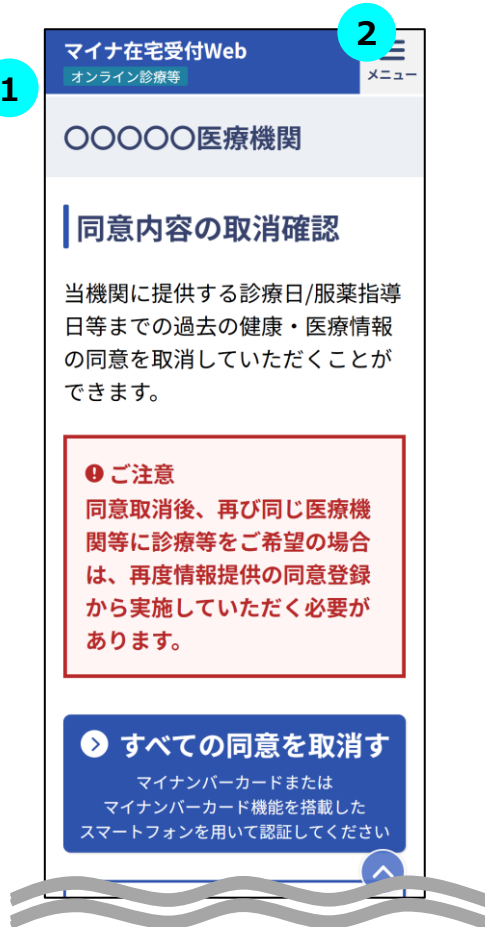 2
マイナ在宅受付Web
オンライン診療等
メニュー
1
〇〇〇〇〇医療機関
同意内容の取消確認
当機関に提供する診療日/服薬指導
日等までの過去の健康・医療情報
の同意を取消していただくことが
できます。
ご注意
同意取消後、再び同じ医療機
関等に診療等をご希望の場合
は、再度情報提供の同意登録
から実施していただく必要が
あります。
すべての同意を取消す
マイナンバーカードまたは
マイナンバーカード機能を搭載した
スマートフォンを用いて認証してください